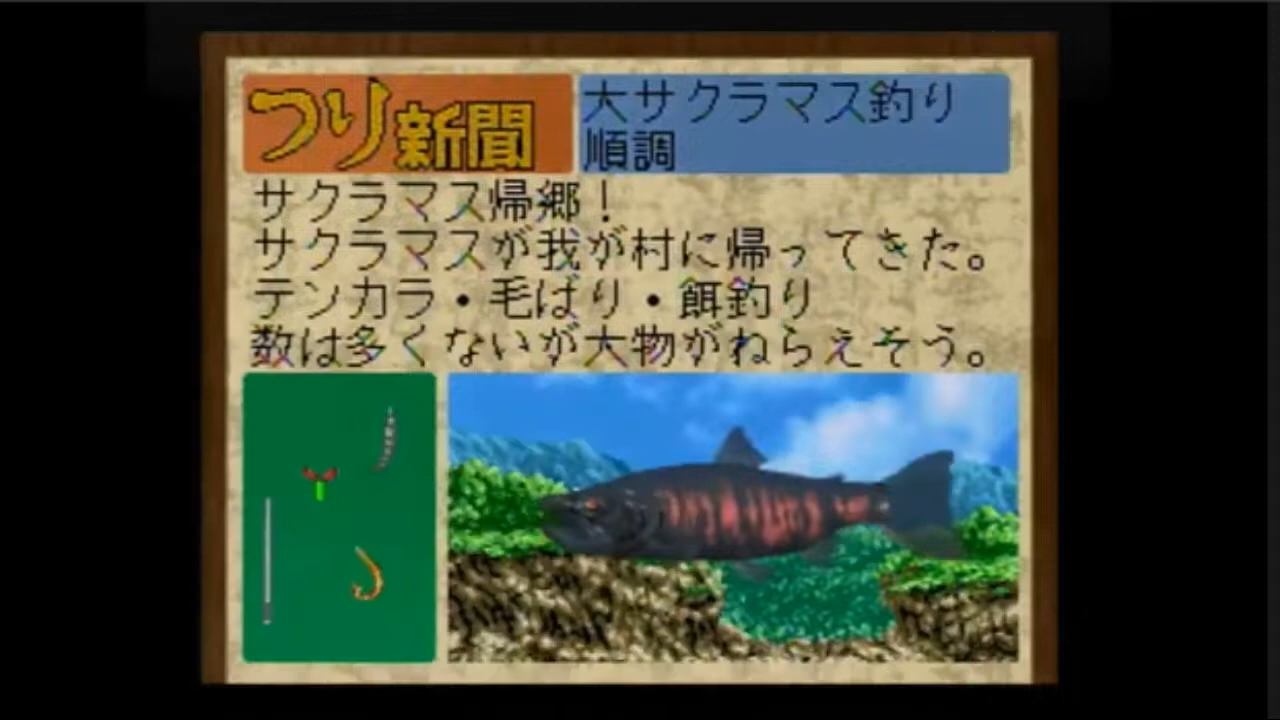 つり新聞
大サクラマス釣り
順調
サクラマス帰郷！
サクラマスが我が村に帰ってきた。
テンカラ・毛ばり・餌釣り
数は多くないが大物がねらえそう。